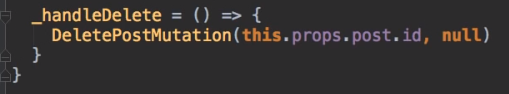 _handleDelete = () => {
  DeletePostMutation(this.props.post.id, null)
}
}